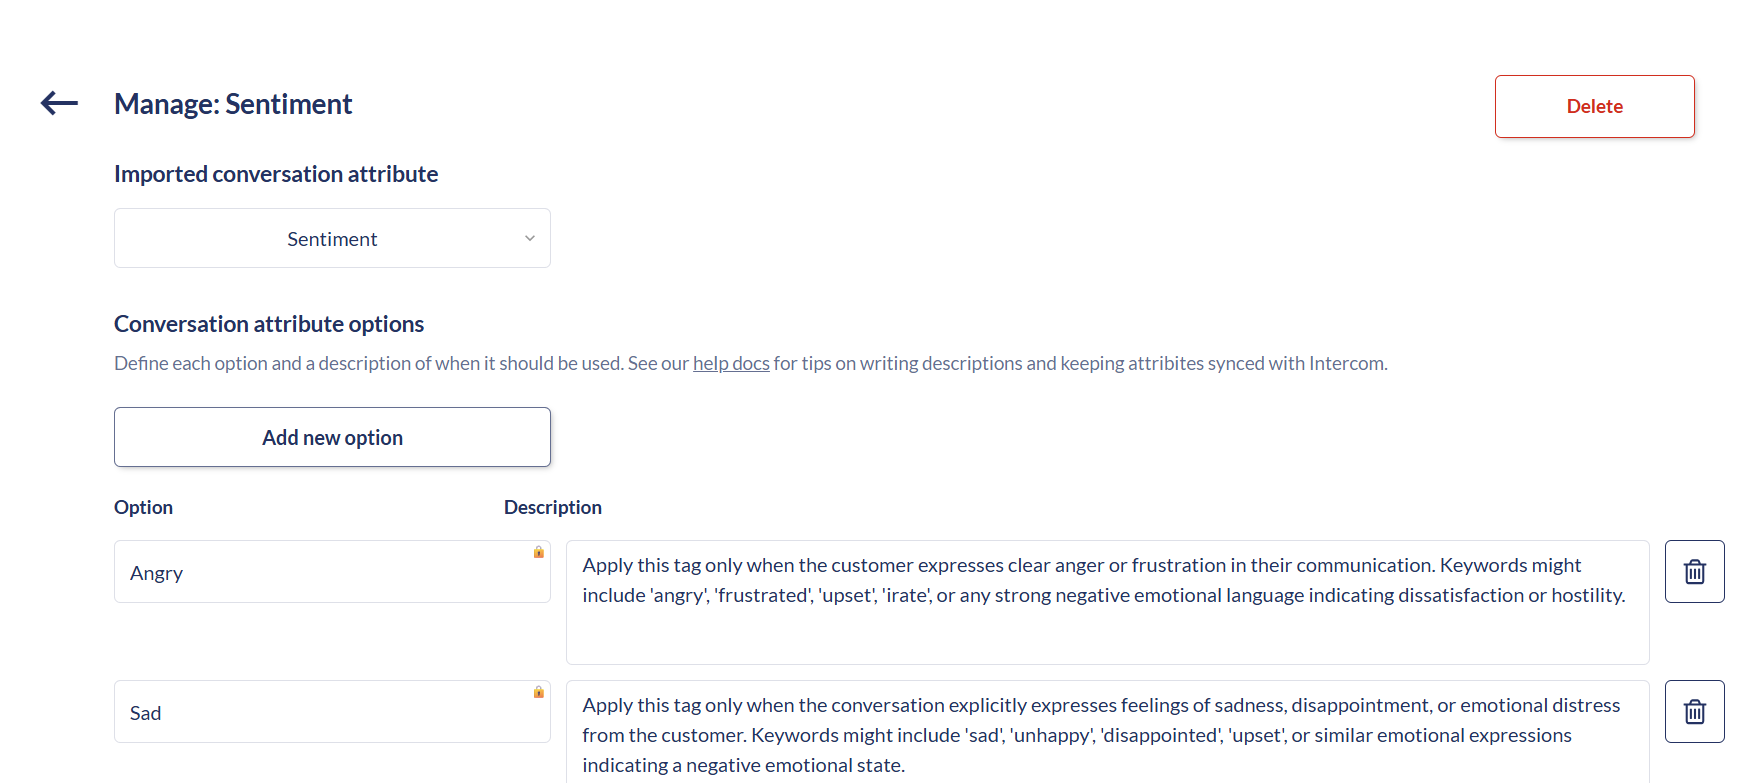 Manage: Sentiment
Delete
Imported conversation attribute
Sentiment
Conversation attribute options
Define each option and a description of when it should be used. See our help docs for tips on writing descriptions and keeping attribites synced with Intercom.
Add new option
Option
Description
Angry
Apply this tag only when the customer expresses clear anger or frustration in their communication. Keywords might
include 'angry', 'frustrated', 'upset', 'irate', or any strong negative emotional language indicating dissatisfaction or hostility.
Sad
Apply this tag only when the conversation explicitly expresses feelings of sadness, disappointment, or emotional distress
from the customer. Keywords might include 'sad', 'unhappy', 'disappointed', 'upset', or similar emotional expressions
indicating a negative emotional state.